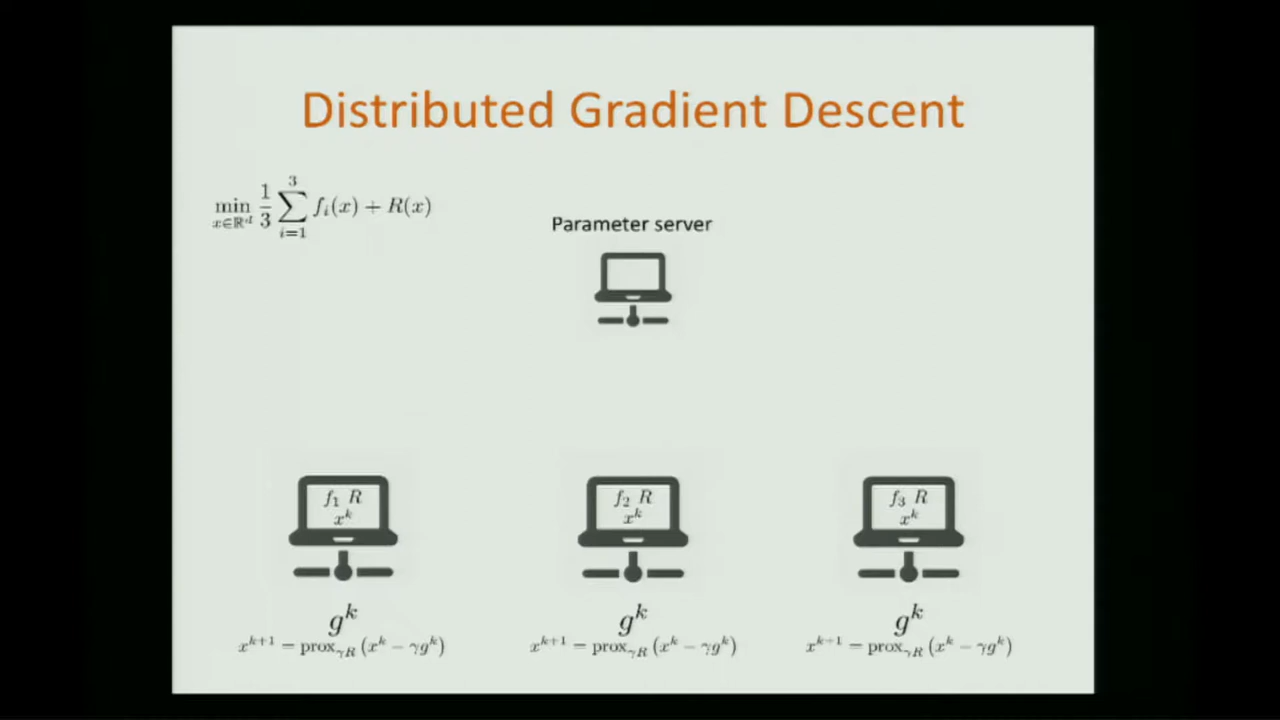 Distributed Gradient Descent
min_{x∈ℝ^d} 1/3 ∑_{i=1}^{3} f_i(x) + R(x)
Parameter server
f_1 R
x^k
f_2 R
x^k
f_3 R
x^k
g^k
x^{k+1} = prox_{γR}(x^k − γg^k)
g^k
x^{k+1} = prox_{γR}(x^k − γg^k)
g^k
x^{k+1} = prox_{γR}(x^k − γg^k)